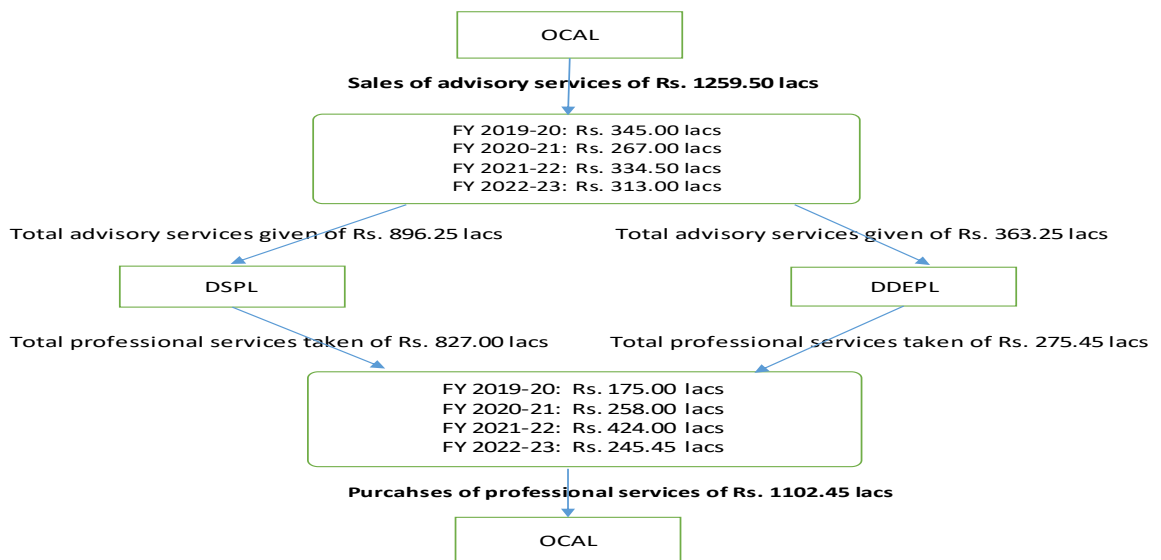 OCAL
Sales of advisory services of Rs. 1259.50 lacs
FY 2019-20: Rs. 345.00 lacs
FY 2020-21: Rs. 267.00 lacs
FY 2021-22: Rs. 334.50 lacs
FY 2022-23: Rs. 313.00 lacs
Total advisory services given of Rs. 896.25 lacs
Total advisory services given of Rs. 363.25 lacs
DSPL
DDEPL
Total professional services taken of Rs. 827.00 lacs
Total professional services taken of Rs. 275.45 lacs
FY 2019-20: Rs. 175.00 lacs
FY 2020-21: Rs. 258.00 lacs
FY 2021-22: Rs. 424.00 lacs
FY 2022-23: Rs. 245.45 lacs
Purcahses of professional services of Rs. 1102.45 lacs
OCAL